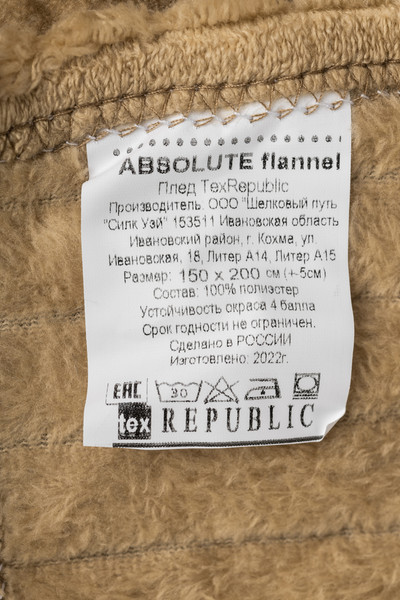 ABSOLUTE flannel
Плед TexRepublic
Производитель: ООО "Шелковый путь
"Силк Уэй" 153511 Ивановская область
Ивановский район, г. Кохма, ул.
Ивановская, 18, Литер А14, Литер А15
Размер: 150 x 200 см (+-5см)
Состав: 100% полиэстер
Устойчивость окраса 4 балла
Срок годности не ограничен.
Сделано в РОССИИ
Изготовлено: 2022г.
EAC 30
tex REPUBLIC